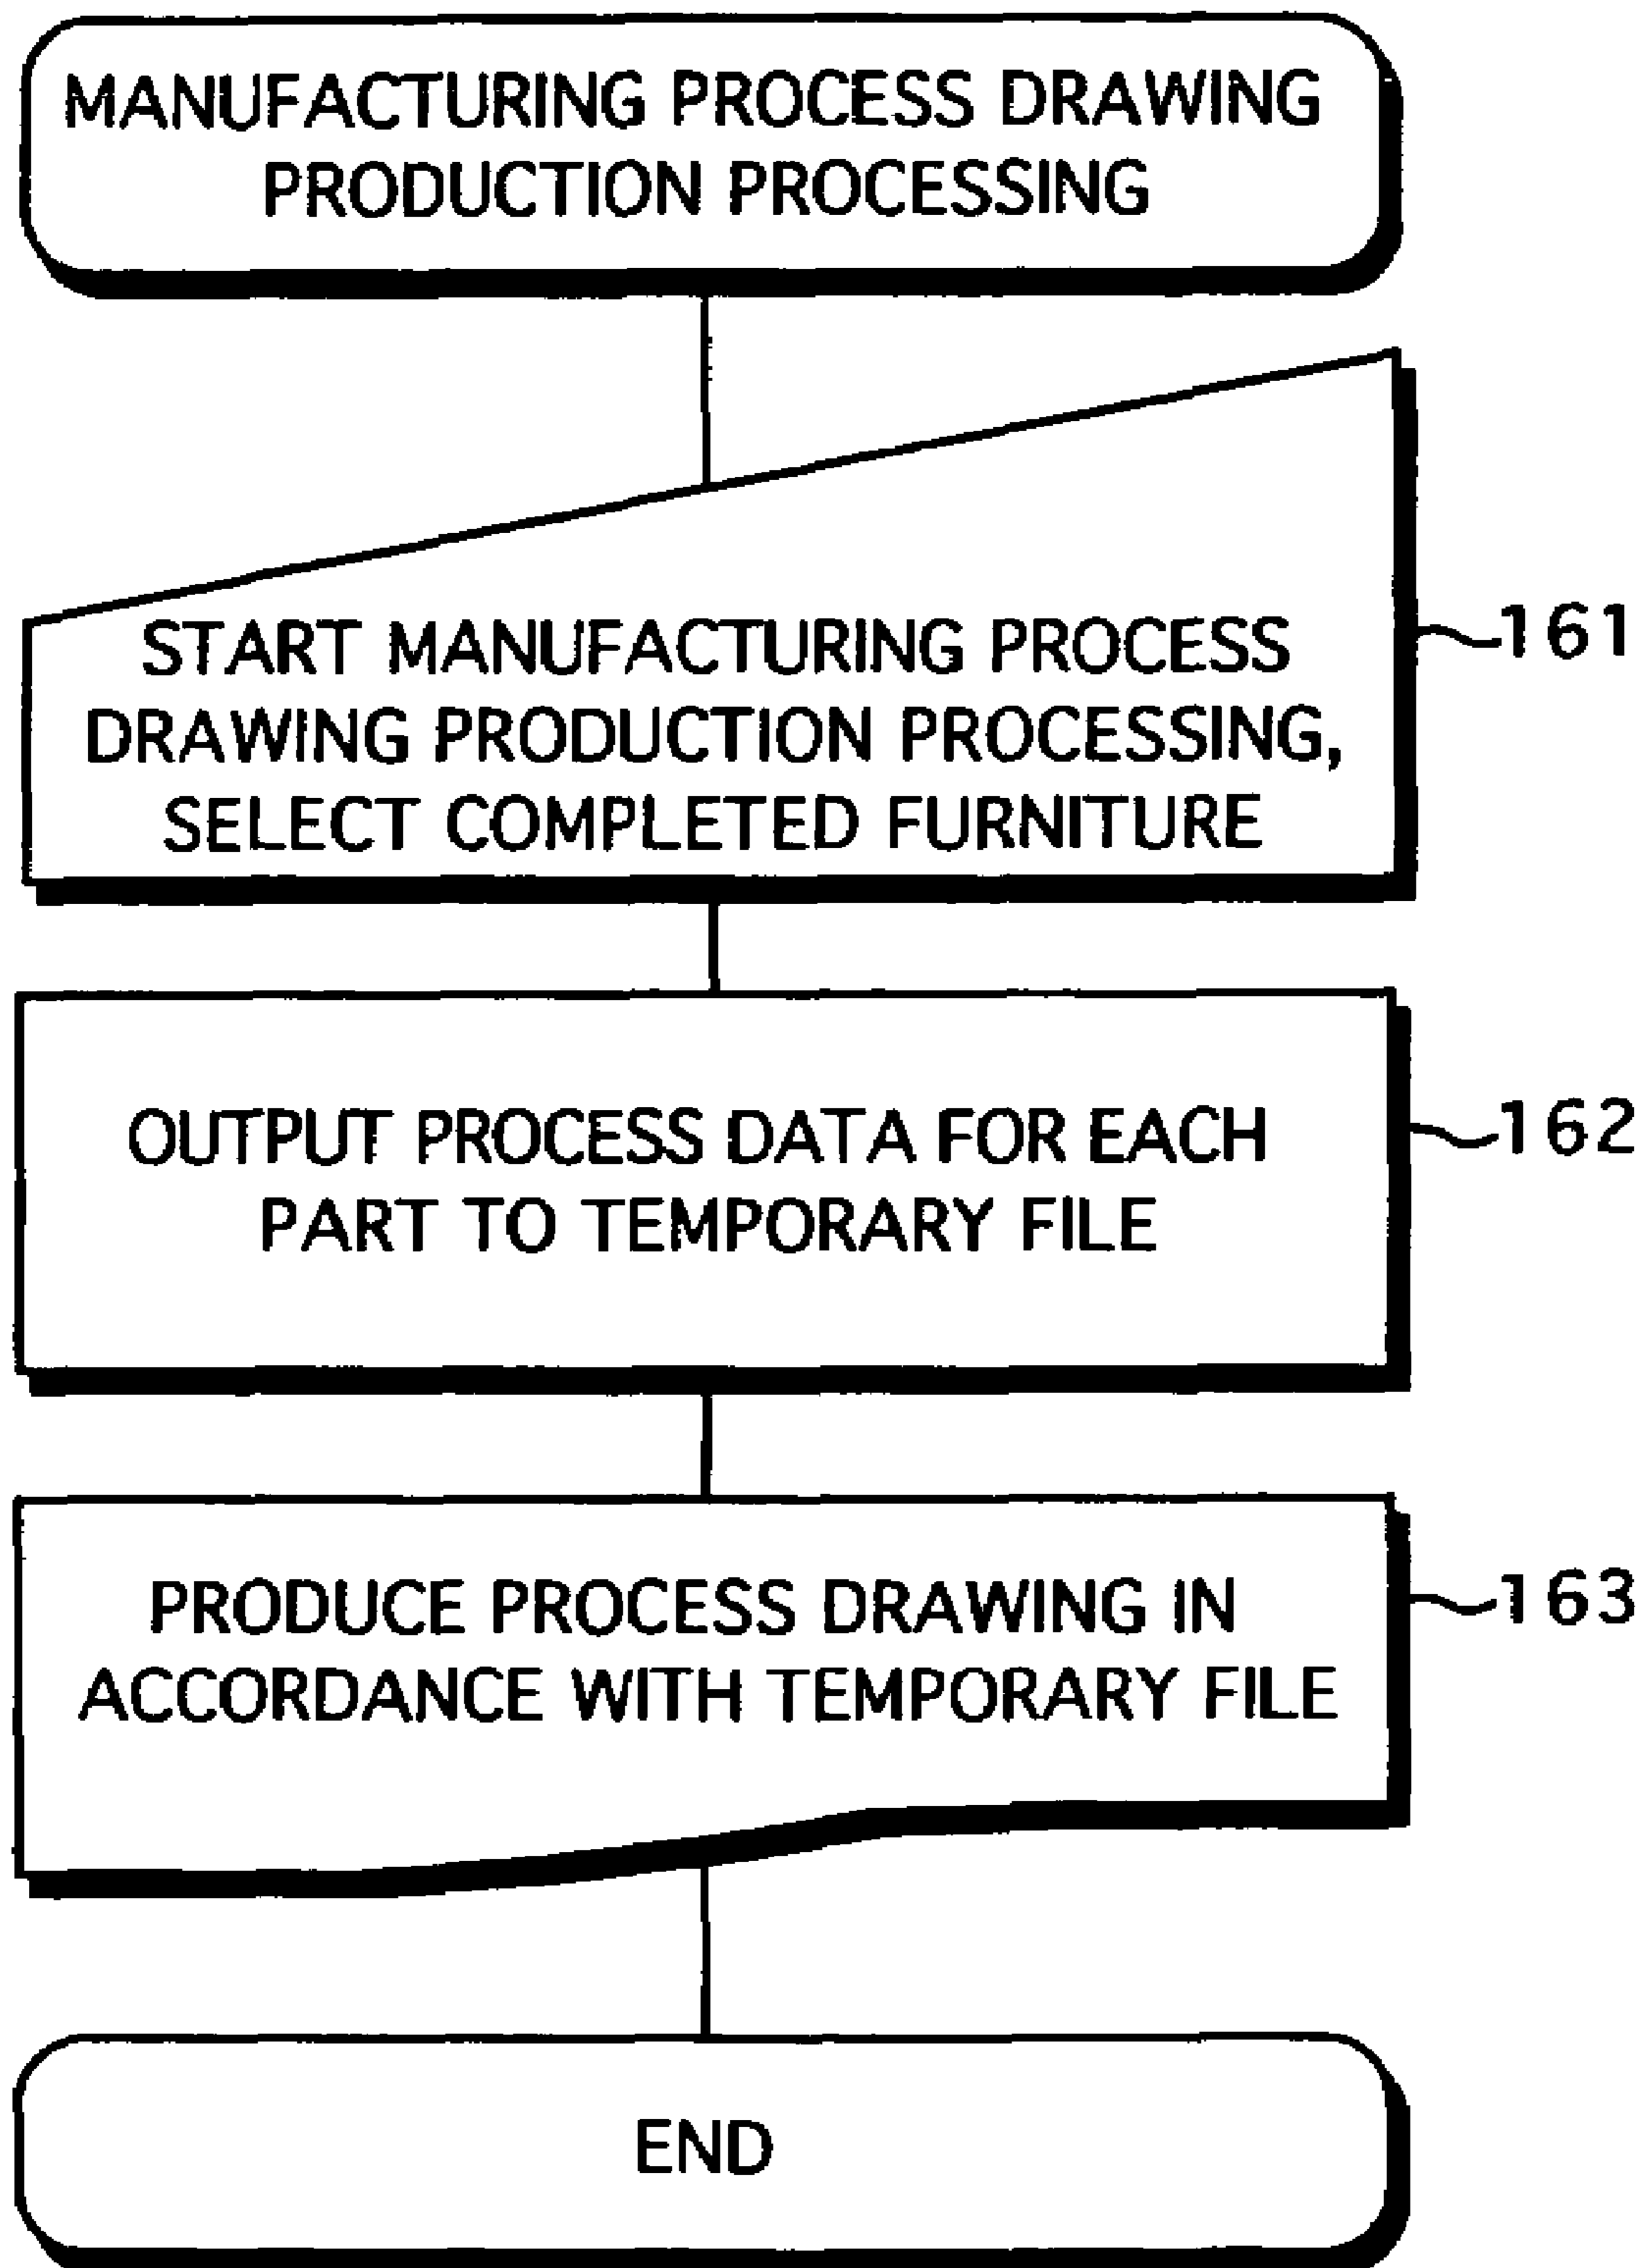 MANUFACTURING PROCESS DRAWING
PRODUCTION PROCESSING
START MANUFACTURING PROCESS
DRAWING PRODUCTION PROCESSING,
SELECT COMPLETED FURNITURE
161
OUTPUT PROCESS DATA FOR EACH
PART TO TEMPORARY FILE
162
PRODUCE PROCESS DRAWING IN
ACCORDANCE WITH TEMPORARY FILE
163
END